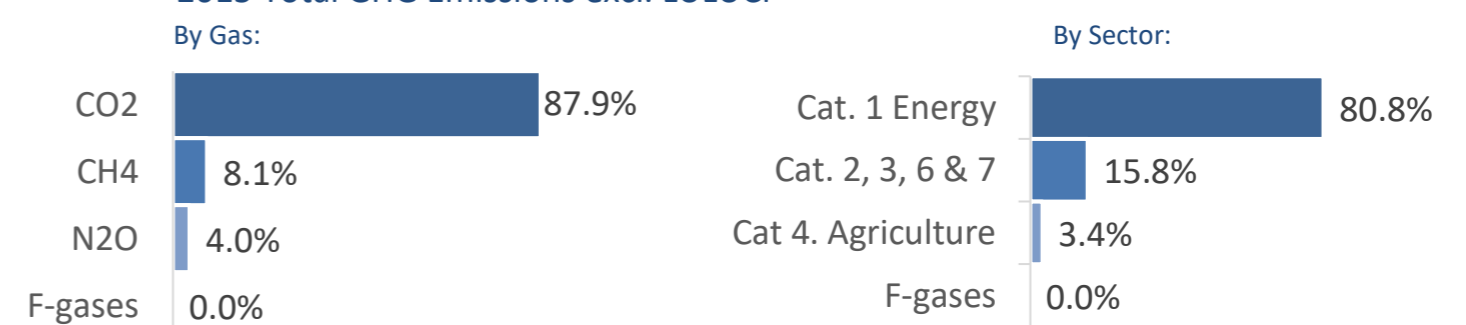 By Gas:
CO2 87.9%
CH4 8.1%
N2O 4.0%
F-gases 0.0%
By Sector:
Cat. 1 Energy 80.8%
Cat. 2, 3, 6 & 7 15.8%
Cat 4. Agriculture 3.4%
F-gases 0.0%